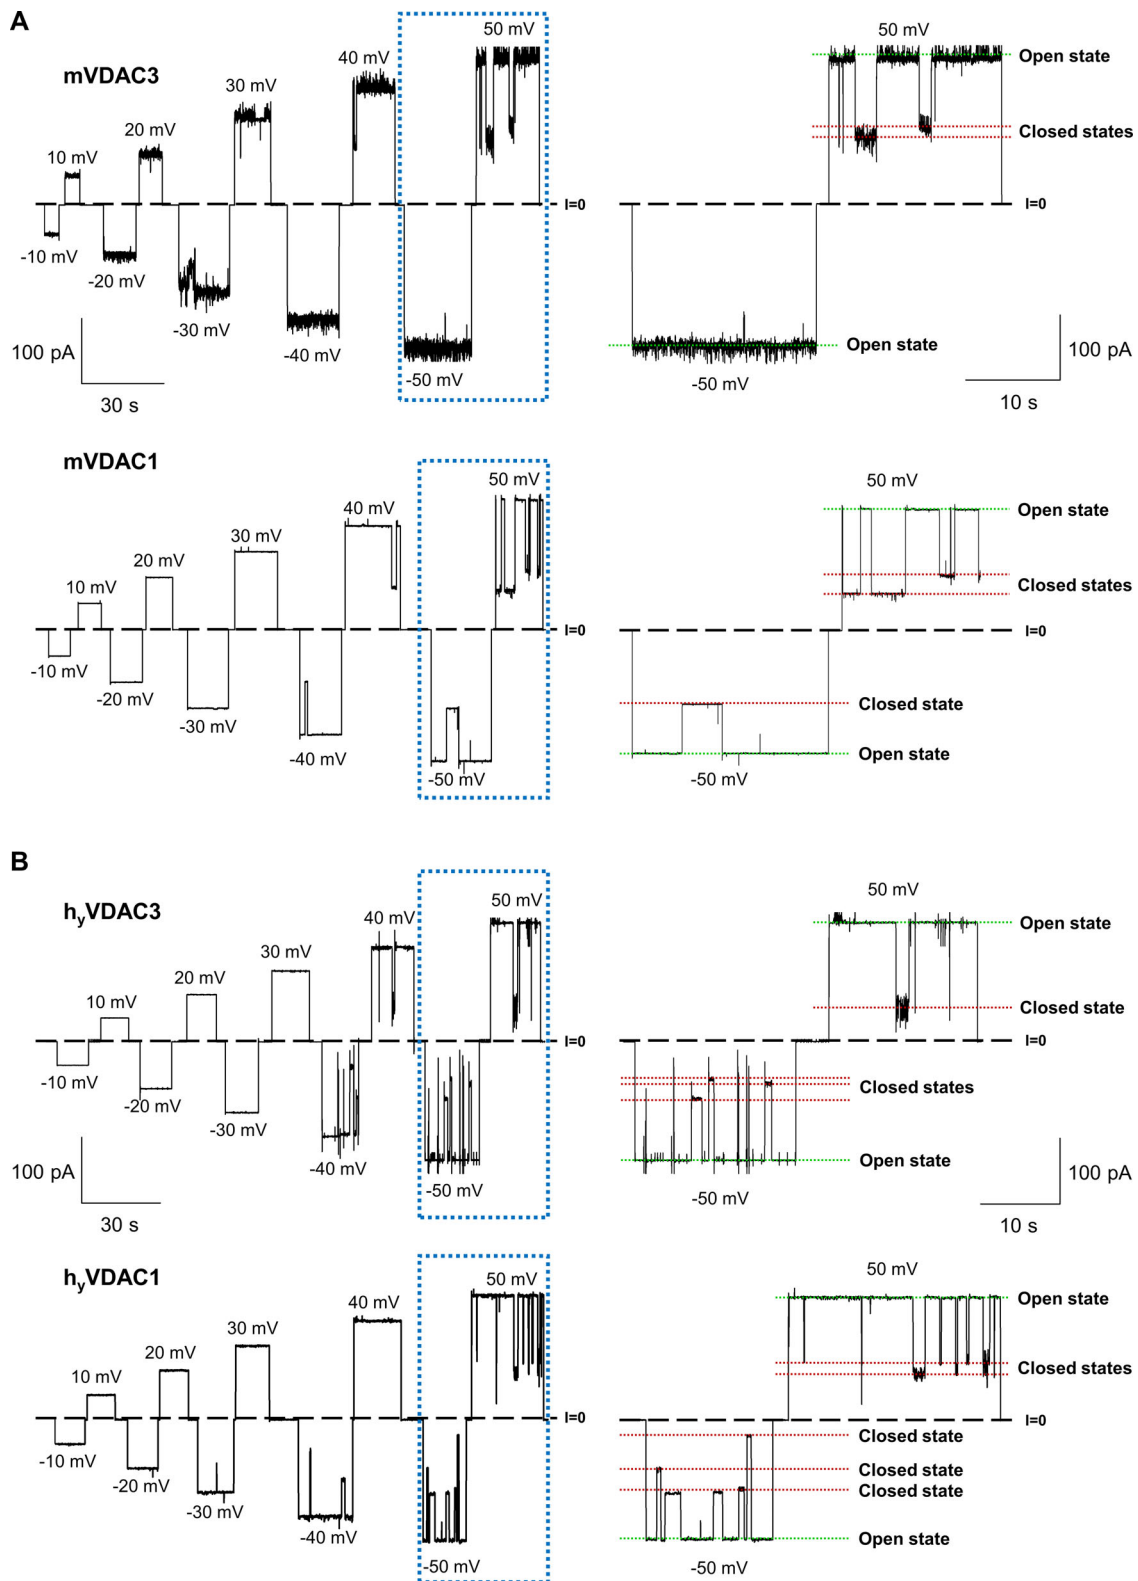 A
mVDAC3
10 mV
20 mV
30 mV
40 mV
50 mV
-10 mV
-20 mV
-30 mV
-40 mV
-50 mV
I=0
100 pA
30 s
50 mV
Open state
Closed states
I=0
Open state
-50 mV
100 pA
10 s
mVDAC1
10 mV
20 mV
30 mV
40 mV
50 mV
-10 mV
-20 mV
-30 mV
-40 mV
-50 mV
50 mV
Open state
Closed states
I=0
Closed state
Open state
-50 mV
B
hyVDAC3
10 mV
20 mV
30 mV
40 mV
50 mV
I=0
-10 mV
-20 mV
-30 mV
-40 mV
-50 mV
100 pA
30 s
50 mV
Open state
Closed state
I=0
Closed states
Open state
-50 mV
100 pA
10 s
hyVDAC1
10 mV
20 mV
30 mV
40 mV
50 mV
I=0
-10 mV
-20 mV
-30 mV
-40 mV
-50 mV
50 mV
Open state
Closed states
I=0
Closed state
Closed state
Closed state
Open state
-50 mV